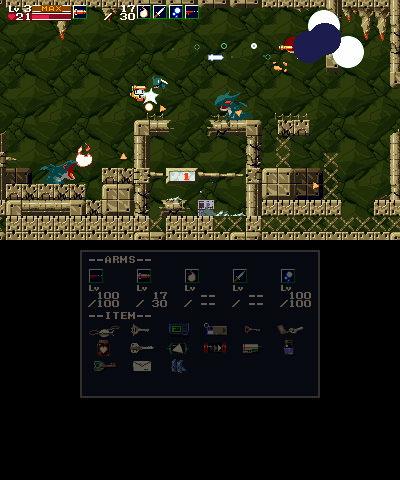 Lv 3 MAX 17
21 / 30
1
--ARMS--
Lv Lv Lv Lv Lv
100 17 -- -- 100
/100 / 30 / -- / -- /100
--ITEM--